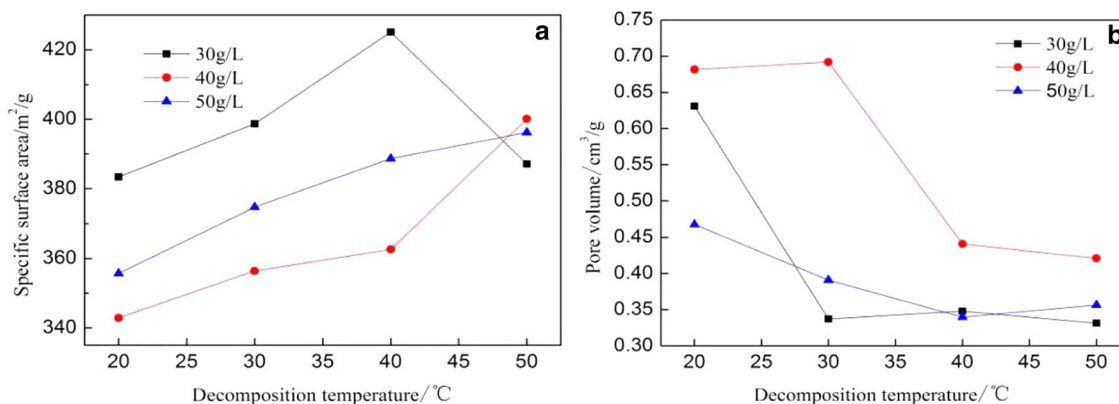 a
30g/L
40g/L
50g/L
420
400
380
360
340
Specific surface area/m²/g
20 25 30 35 40 45 50
Decomposition temperature/℃
b
30g/L
40g/L
50g/L
0.75
0.70
0.65
0.60
0.55
0.50
0.45
0.40
0.35
0.30
Pore volume/cm³/g
20 25 30 35 40 45 50
Decomposition temperature/℃